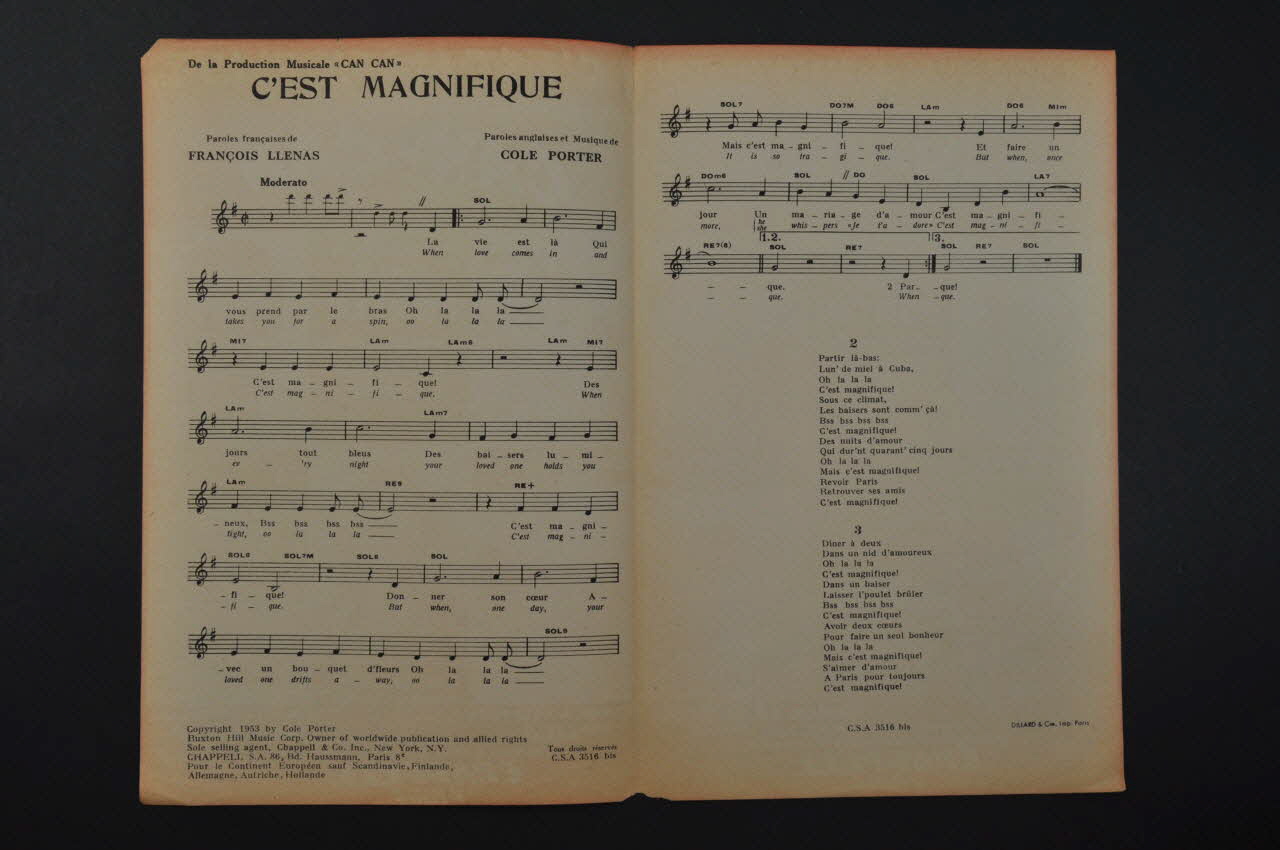 De la Production Musicale «CAN CAN»
C'EST MAGNIFIQUE
Paroles françaises de
FRANÇOIS LLENAS
Paroles anglaises et Musique de
COLE PORTER
Moderato
SOL
La vie est là Qui
When love comes in and
vous prend par le bras Oh la la la
takes you for a spin, oo la la la
MI7 LAm LAm6 LAm MI7
C'est ma - gni - fi - que! Des
C'est mag - ni - fi - que. When
LAm LAm7
jours tout bleus Des bai - sers lu - mi -
ev - 'ry night your loved one holds you
LAm RE9 RE+
- neux, Bss bss bss bss C'est ma - gni -
tight, oo la la la C'est mag - ni -
SOL6 SOL7M SOL6 SOL
- fi - que! Don - ner son cœur A -
- fi - que. But when, one day, your
SOL9
- vec un bou - quet d'fleurs Oh la la la
loved one drifts a - way, oo la la la
Copyright 1953 by Cole Porter
Buxton Hill Music Corp. Owner of worldwide publication and allied rights
Sole selling agent, Chappell & Co. Inc., New York, N.Y.
CHAPPELL S.A. 86, Bd. Haussmann, Paris 8e
Pour le Continent Européen sauf Scandinavie, Finlande,
Allemagne, Autriche, Hollande
Tous droits réservés
C.S.A 3516 bis
SOL7 DO7M DO6 LAm DO6 MIm
Mais c'est ma - gni - fi - que! Et faire un
It is so tra - gi - que. But when, once
DOm6 SOL // DO SOL LA7
jour Un ma - ria - ge d'a - mour C'est ma - gni - fi -
more, he she whis - pers «Je t'a - dore» C'est mag - ni - fi -
1.2. 3.
RE7(6) SOL RE7 SOL RE7 SOL
- - que. 2 Par - - que!
- - que. When - que.
2
Partir là-bas:
Lun' de miel à Cuba,
Oh la la la
C'est magnifique!
Sous ce climat,
Les baisers sont comm' çà!
Bss bss bss bss
C'est magnifique!
Des nuits d'amour
Qui dur'nt quarant' cinq jours
Oh la la la
Mais c'est magnifique!
Revoir Paris
Retrouver ses amis
C'est magnifique!
3
Diner à deux
Dans un nid d'amoureux
Oh la la la
C'est magnifique!
Dans un baiser
Laisser l'poulet brûler
Bss bss bss bss
C'est magnifique!
Avoir deux cœurs
Pour faire un seul bonheur
Oh la la la
Mais c'est magnifique!
S'aimer d'amour
A Paris pour toujours
C'est magnifique!
C.S.A 3516 bis
DILLARD & Cie. Imp. Paris